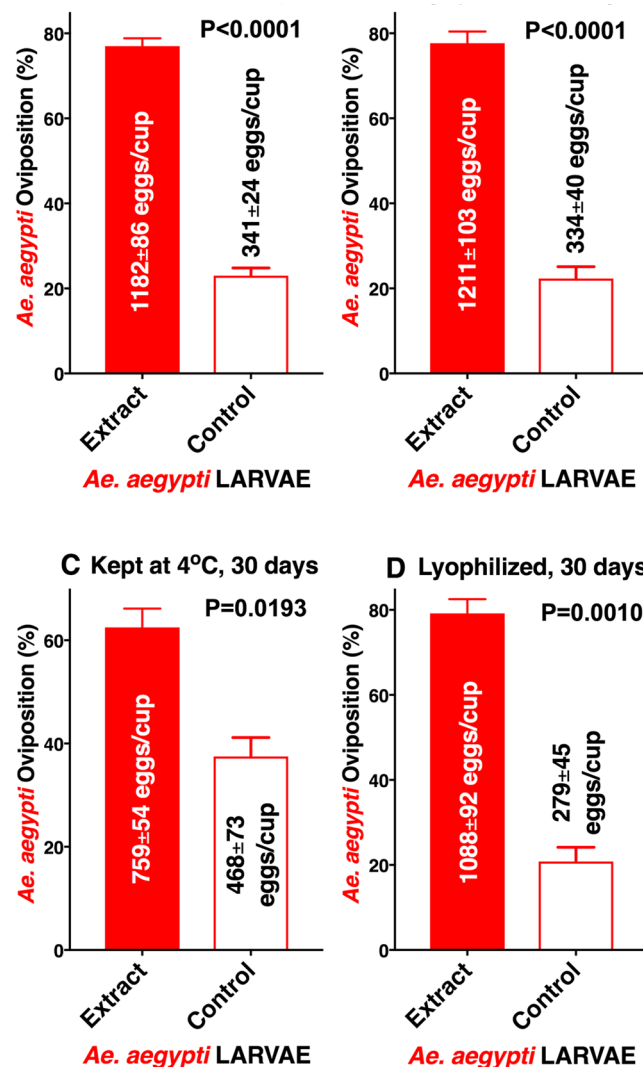 P<0.0001
Ae. aegypti Oviposition (%)
80
60
40
20
0
1182±86 eggs/cup
341±24 eggs/cup
Extract
Control
Ae. aegypti LARVAE
P<0.0001
Ae. aegypti Oviposition (%)
80
60
40
20
0
1211±103 eggs/cup
334±40 eggs/cup
Extract
Control
Ae. aegypti LARVAE
C Kept at 4ºC, 30 days
P=0.0193
Ae. aegypti Oviposition (%)
60
40
20
0
759±54 eggs/cup
468±73
eggs/cup
Extract
Control
Ae. aegypti LARVAE
D Lyophilized, 30 days
P=0.0010
Ae. aegypti Oviposition (%)
80
60
40
20
0
1088±92 eggs/cup
279±45
eggs/cup
Extract
Control
Ae. aegypti LARVAE